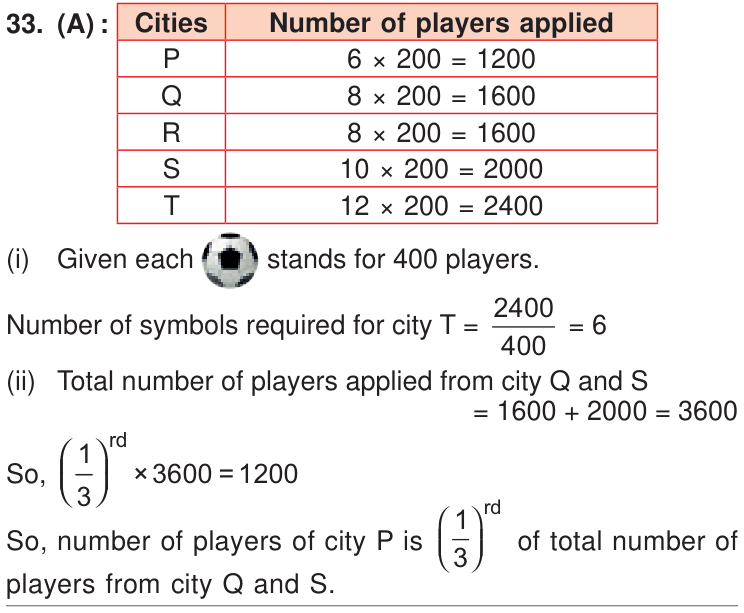 33. (A) : Cities Number of players applied
P 6 × 200 = 1200
Q 8 × 200 = 1600
R 8 × 200 = 1600
S 10 × 200 = 2000
T 12 × 200 = 2400
(i) Given each stands for 400 players.
Number of symbols required for city T = 2400/400 = 6
(ii) Total number of players applied from city Q and S
= 1600 + 2000 = 3600
So, (1/3)rd × 3600 = 1200
So, number of players of city P is (1/3)rd of total number of
players from city Q and S.